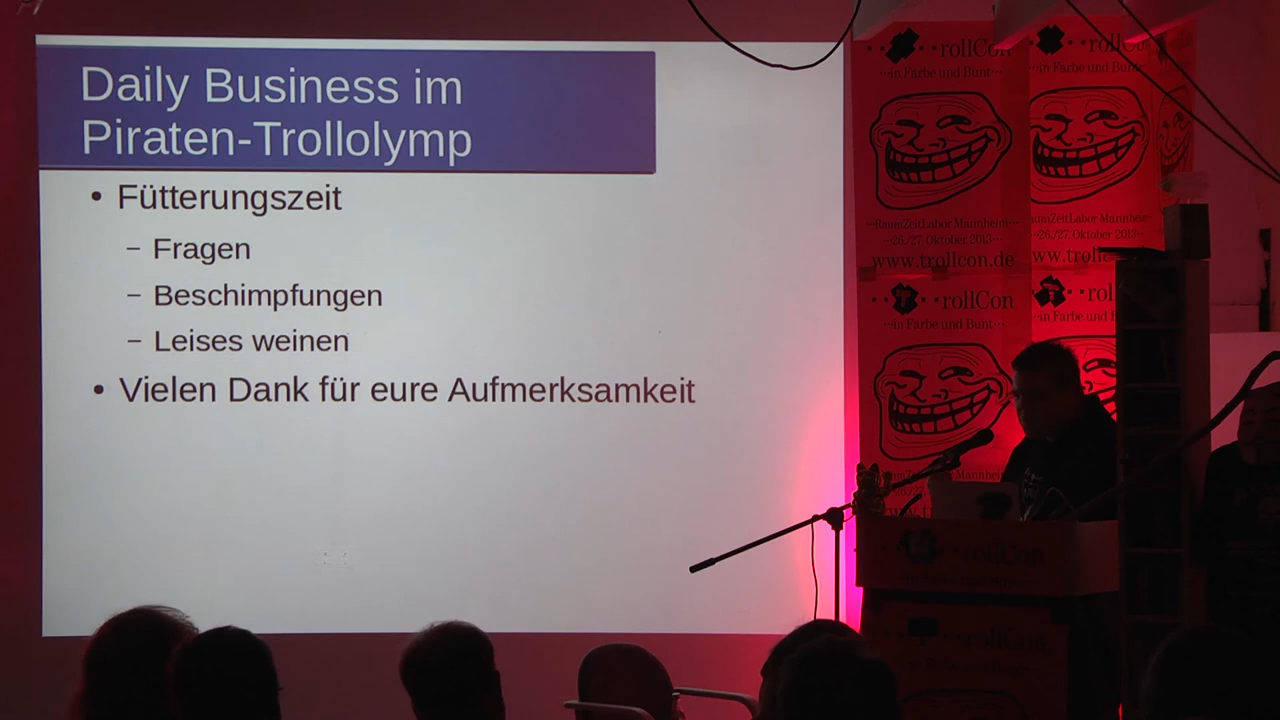 Daily Business im
Piraten-Trollolymp
• Fütterungszeit
– Fragen
– Beschimpfungen
– Leises weinen
• Vielen Dank für eure Aufmerksamkeit
rollCon
···in Farbe und Bunt···
RaumZeitLabor Mannheim
26./27. Oktober 2013
www.trollcon.de
rollCon
···in Farbe und Bunt···
26./27. Oktober 2013
rollCon
···in Farbe und Bunt···
rollCon
rollCon